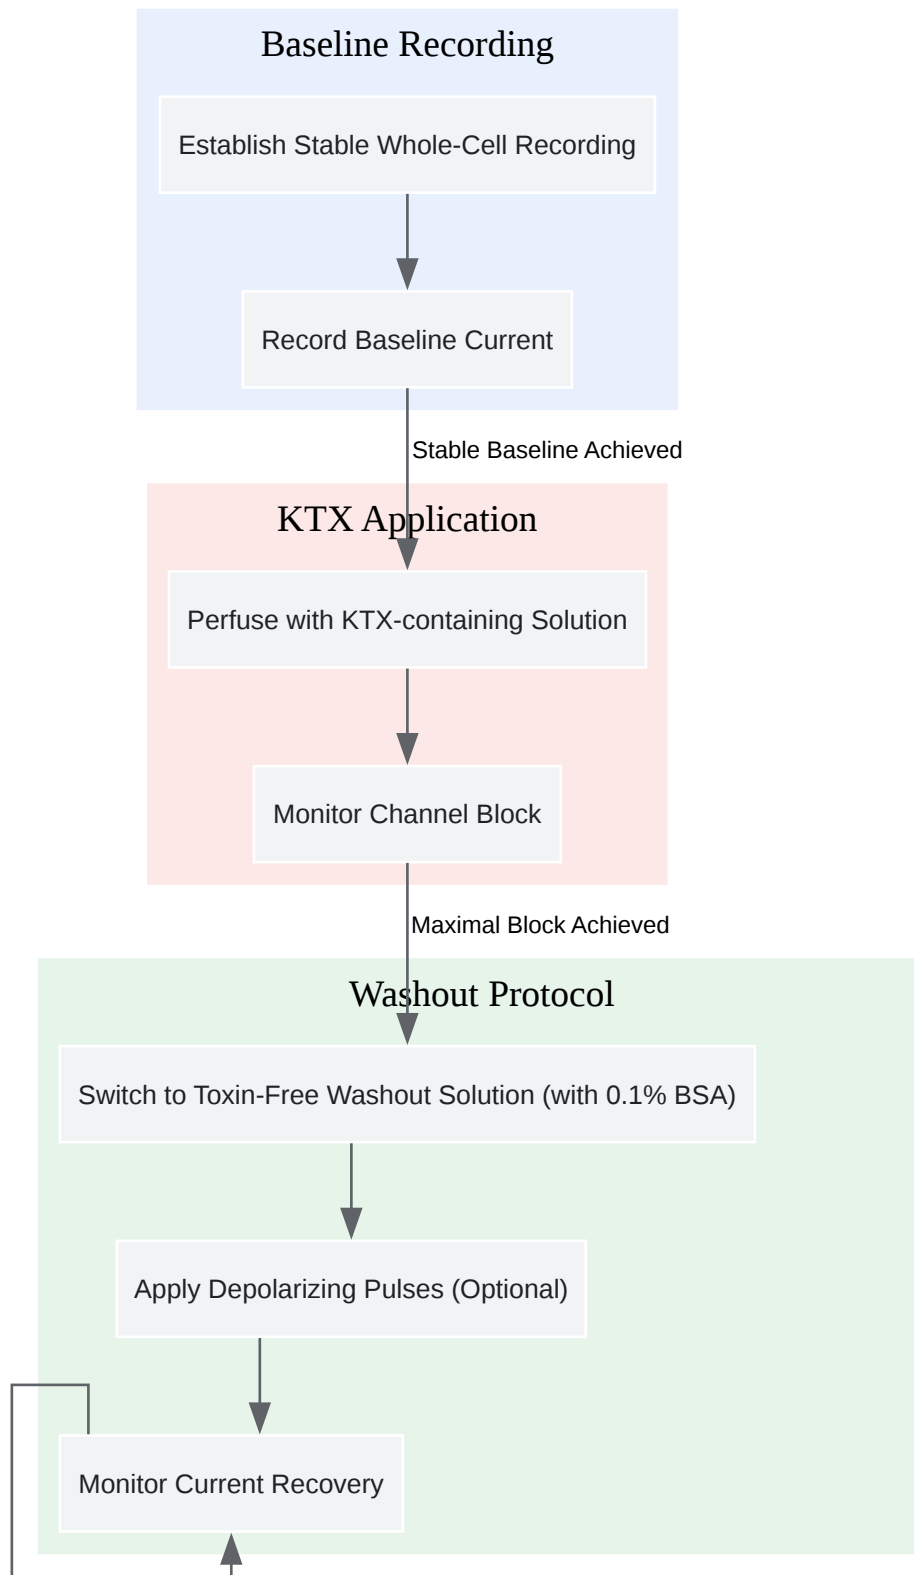 Baseline Recording
Establish Stable Whole-Cell Recording
Record Baseline Current
Stable Baseline Achieved
KTX Application
Perfuse with KTX-containing Solution
Monitor Channel Block
Maximal Block Achieved
Washout Protocol
Switch to Toxin-Free Washout Solution (with 0.1% BSA)
Apply Depolarizing Pulses (Optional)
Monitor Current Recovery